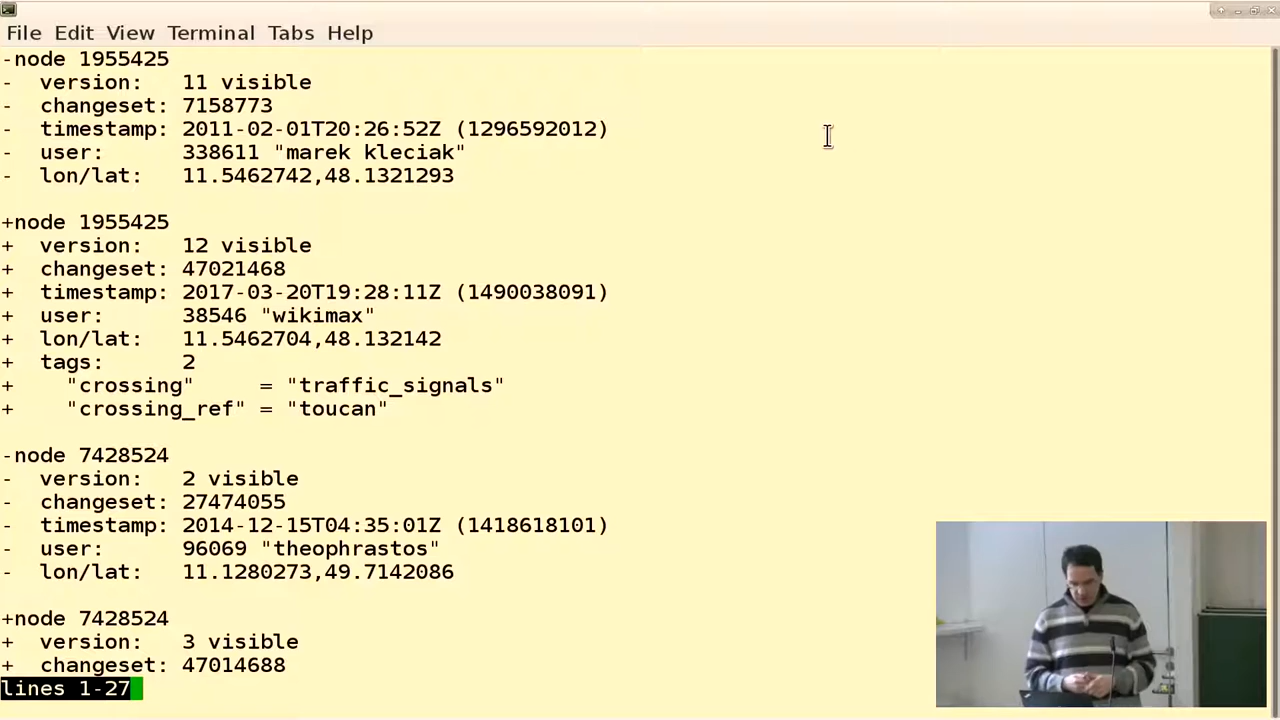 File Edit View Terminal Tabs Help
-node 1955425
-  version:   11 visible
-  changeset: 7158773
-  timestamp: 2011-02-01T20:26:52Z (1296592012)
-  user:      338611 "marek kleciak"
-  lon/lat:   11.5462742,48.1321293
+node 1955425
+  version:   12 visible
+  changeset: 47021468
+  timestamp: 2017-03-20T19:28:11Z (1490038091)
+  user:      38546 "wikimax"
+  lon/lat:   11.5462704,48.132142
+  tags:      2
+    "crossing"     = "traffic_signals"
+    "crossing_ref" = "toucan"
-node 7428524
-  version:   2 visible
-  changeset: 27474055
-  timestamp: 2014-12-15T04:35:01Z (1418618101)
-  user:      96069 "theophrastos"
-  lon/lat:   11.1280273,49.7142086
+node 7428524
+  version:   3 visible
+  changeset: 47014688
lines 1-27